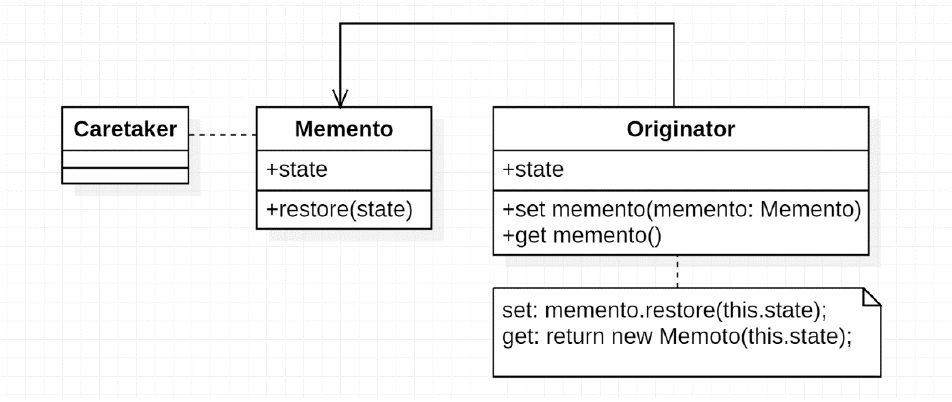 Caretaker
Memento
+state
+restore(state)
Originator
+state
+set memento(memento: Memento)
+get memento()
set: memento.restore(this.state);
get: return new Memoto(this.state);